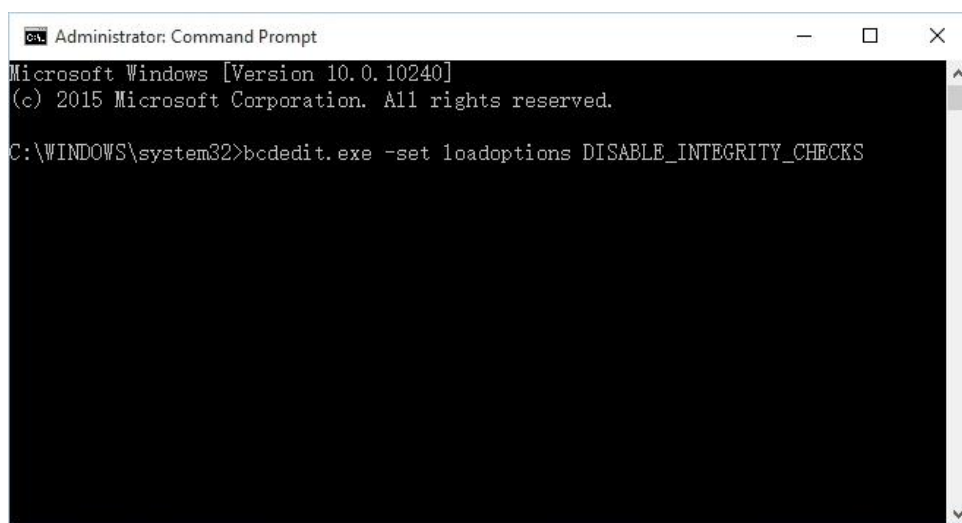 Administrator: Command Prompt
Microsoft Windows [Version 10.0.10240]
(c) 2015 Microsoft Corporation. All rights reserved.
C:\WINDOWS\system32>bcdedit.exe -set loadoptions DISABLE_INTEGRITY_CHECKS